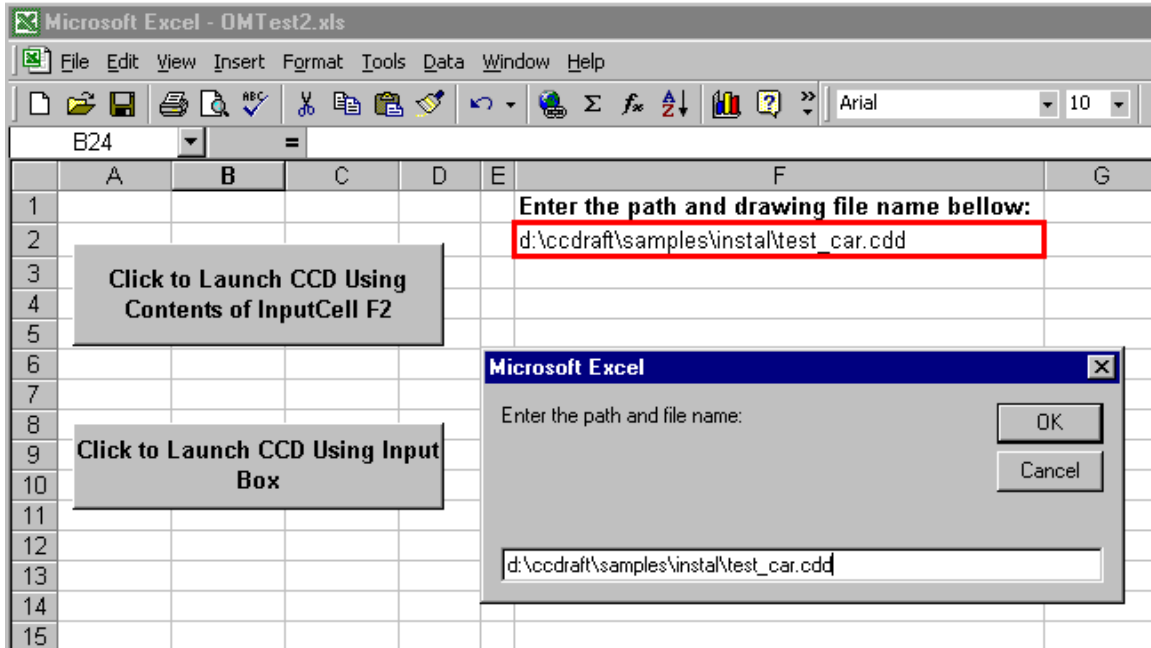 Microsoft Excel - OMTest2.xls
File Edit View Insert Format Tools Data Window Help
ABC Σ fx A Z ? » Arial 10
B24 =
A B C D E F G
1 Enter the path and drawing file name bellow:
2 d:\ccdraft\samples\instal\test_car.cdd
3 Click to Launch CCD Using
4 Contents of InputCell F2
5
6 Microsoft Excel
7
8 Enter the path and file name: OK
9 Click to Launch CCD Using Input
10 Box Cancel
11
12
13 d:\ccdraft\samples\instal\test_car.cdd
14
15